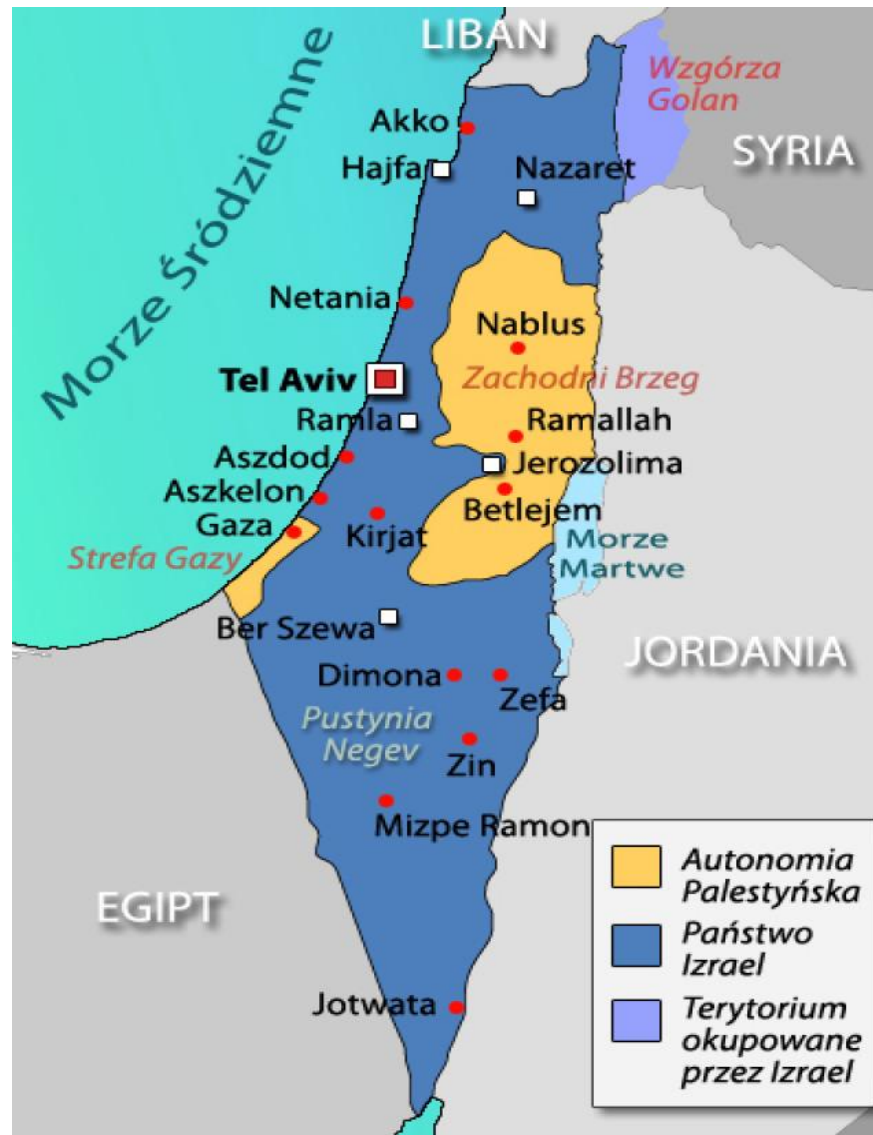 LIBAN
Wzgórza
Golan
Akko
SYRIA
Hajfa
Nazaret
Morze Śródziemne
Netania
Nablus
Tel Aviv
Zachodni Brzeg
Ramla
Ramallah
Aszdod
Jerozolima
Aszkelon
Betlejem
Gaza
Kirjat
Strefa Gazy
Morze
Martwe
Ber Szewa
JORDANIA
Dimona
Zefa
Pustynia
Negev
Zin
Mizpe Ramon
EGIPT
Jotwata
Autonomia
Palestyńska
Państwo
Izrael
Terytorium
okupowane
przez Izrael